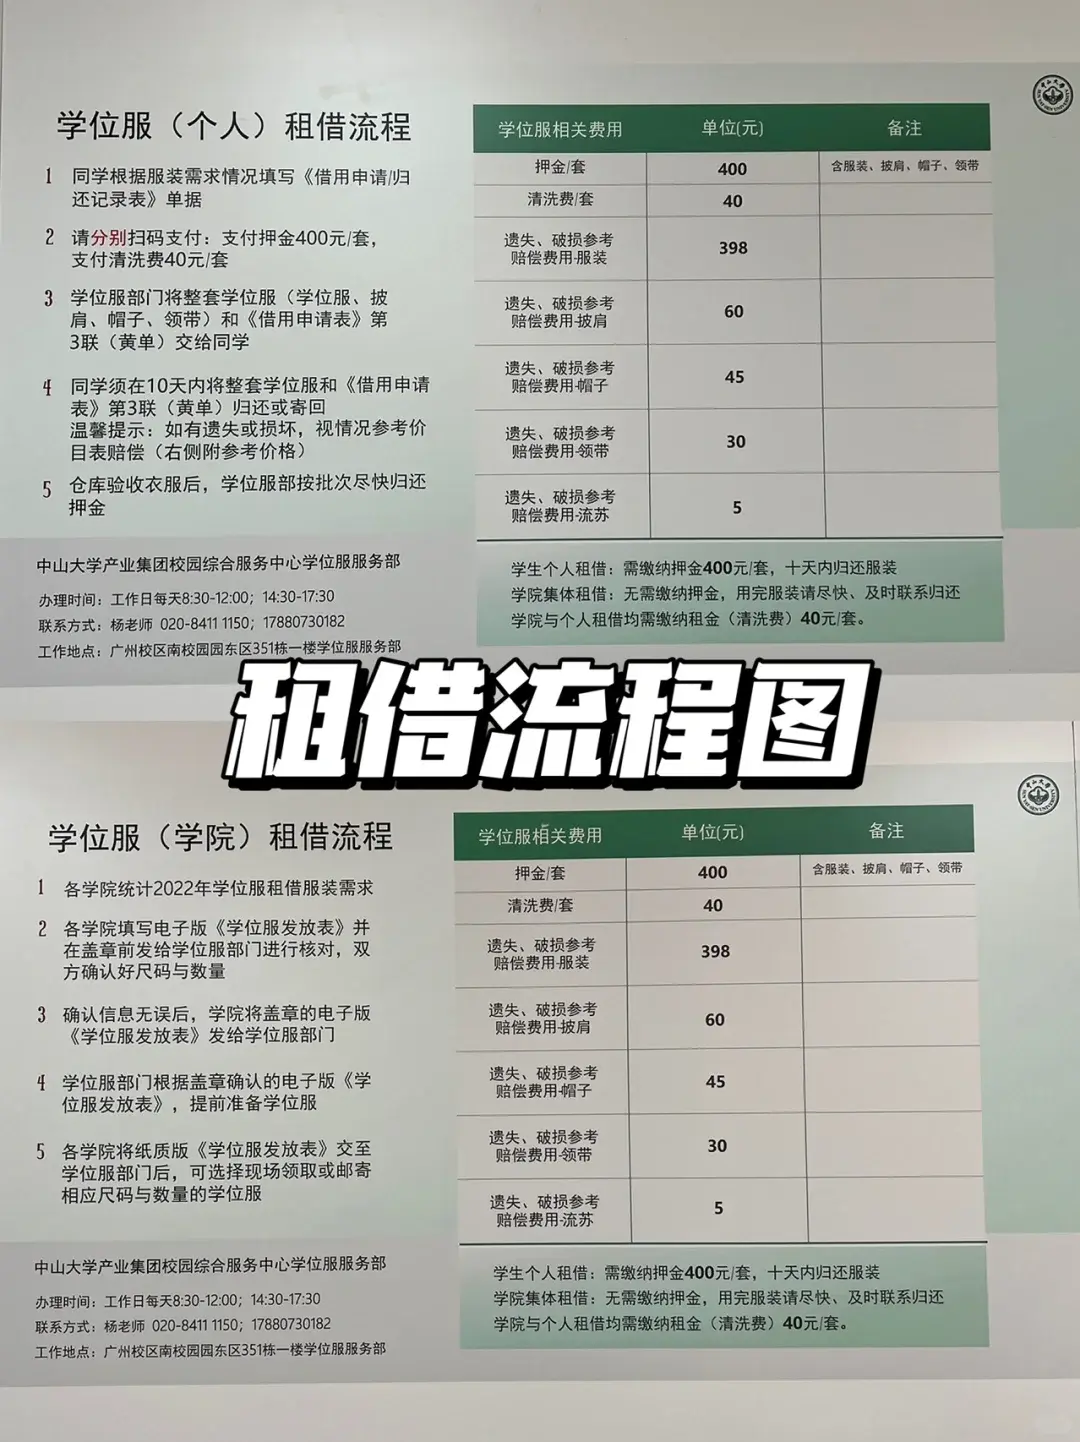 学位服（个人）租借流程
1 同学根据服装需求情况填写《借用申请/归
还记录表》单据
2 请分别扫码支付：支付押金400元/套，
支付清洗费40元/套
3 学位服部门将整套学位服（学位服、披
肩、帽子、领带）和《借用申请表》第
3联（黄单）交给同学
4 同学须在10天内将整套学位服和《借用申请
表》第3联（黄单）归还或寄回
温馨提示：如有遗失或损坏，视情况参考价
目表赔偿（右侧附参考价格）
5 仓库验收衣服后，学位服部按批次尽快归还
押金
中山大学产业集团校园综合服务中心学位服服务部
办理时间：工作日每天8:30-12:00；14:30-17:30
联系方式：杨老师 020-8411 1150；17880730182
工作地点：广州校区南校园园东区351栋一楼学位服服务部
学位服相关费用 单位(元) 备注
押金/套 400 含服装、披肩、帽子、领带
清洗费/套 40
遗失、破损参考
赔偿费用-服装 398
遗失、破损参考
赔偿费用-披肩 60
遗失、破损参考
赔偿费用-帽子 45
遗失、破损参考
赔偿费用-领带 30
遗失、破损参考
赔偿费用-流苏 5
学生个人租借：需缴纳押金400元/套，十天内归还服装
学院集体租借：无需缴纳押金，用完服装请尽快、及时联系归还
学院与个人租借均需缴纳租金（清洗费）40元/套。
租借流程图
学位服（学院）租借流程
1 各学院统计2022年学位服租借服装需求
2 各学院填写电子版《学位服发放表》并
在盖章前发给学位服部门进行核对，双
方确认好尺码与数量
3 确认信息无误后，学院将盖章的电子版
《学位服发放表》发给学位服部门
4 学位服部门根据盖章确认的电子版《学
位服发放表》，提前准备学位服
5 各学院将纸质版《学位服发放表》交至
学位服部门后，可选择现场领取或邮寄
相应尺码与数量的学位服
中山大学产业集团校园综合服务中心学位服服务部
办理时间：工作日每天8:30-12:00；14:30-17:30
联系方式：杨老师 020-8411 1150；17880730182
工作地点：广州校区南校园园东区351栋一楼学位服服务部
学位服相关费用 单位(元) 备注
押金/套 400 含服装、披肩、帽子、领带
清洗费/套 40
遗失、破损参考
赔偿费用-服装 398
遗失、破损参考
赔偿费用-披肩 60
遗失、破损参考
赔偿费用-帽子 45
遗失、破损参考
赔偿费用-领带 30
遗失、破损参考
赔偿费用-流苏 5
学生个人租借：需缴纳押金400元/套，十天内归还服装
学院集体租借：无需缴纳押金，用完服装请尽快、及时联系归还
学院与个人租借均需缴纳租金（清洗费）40元/套。